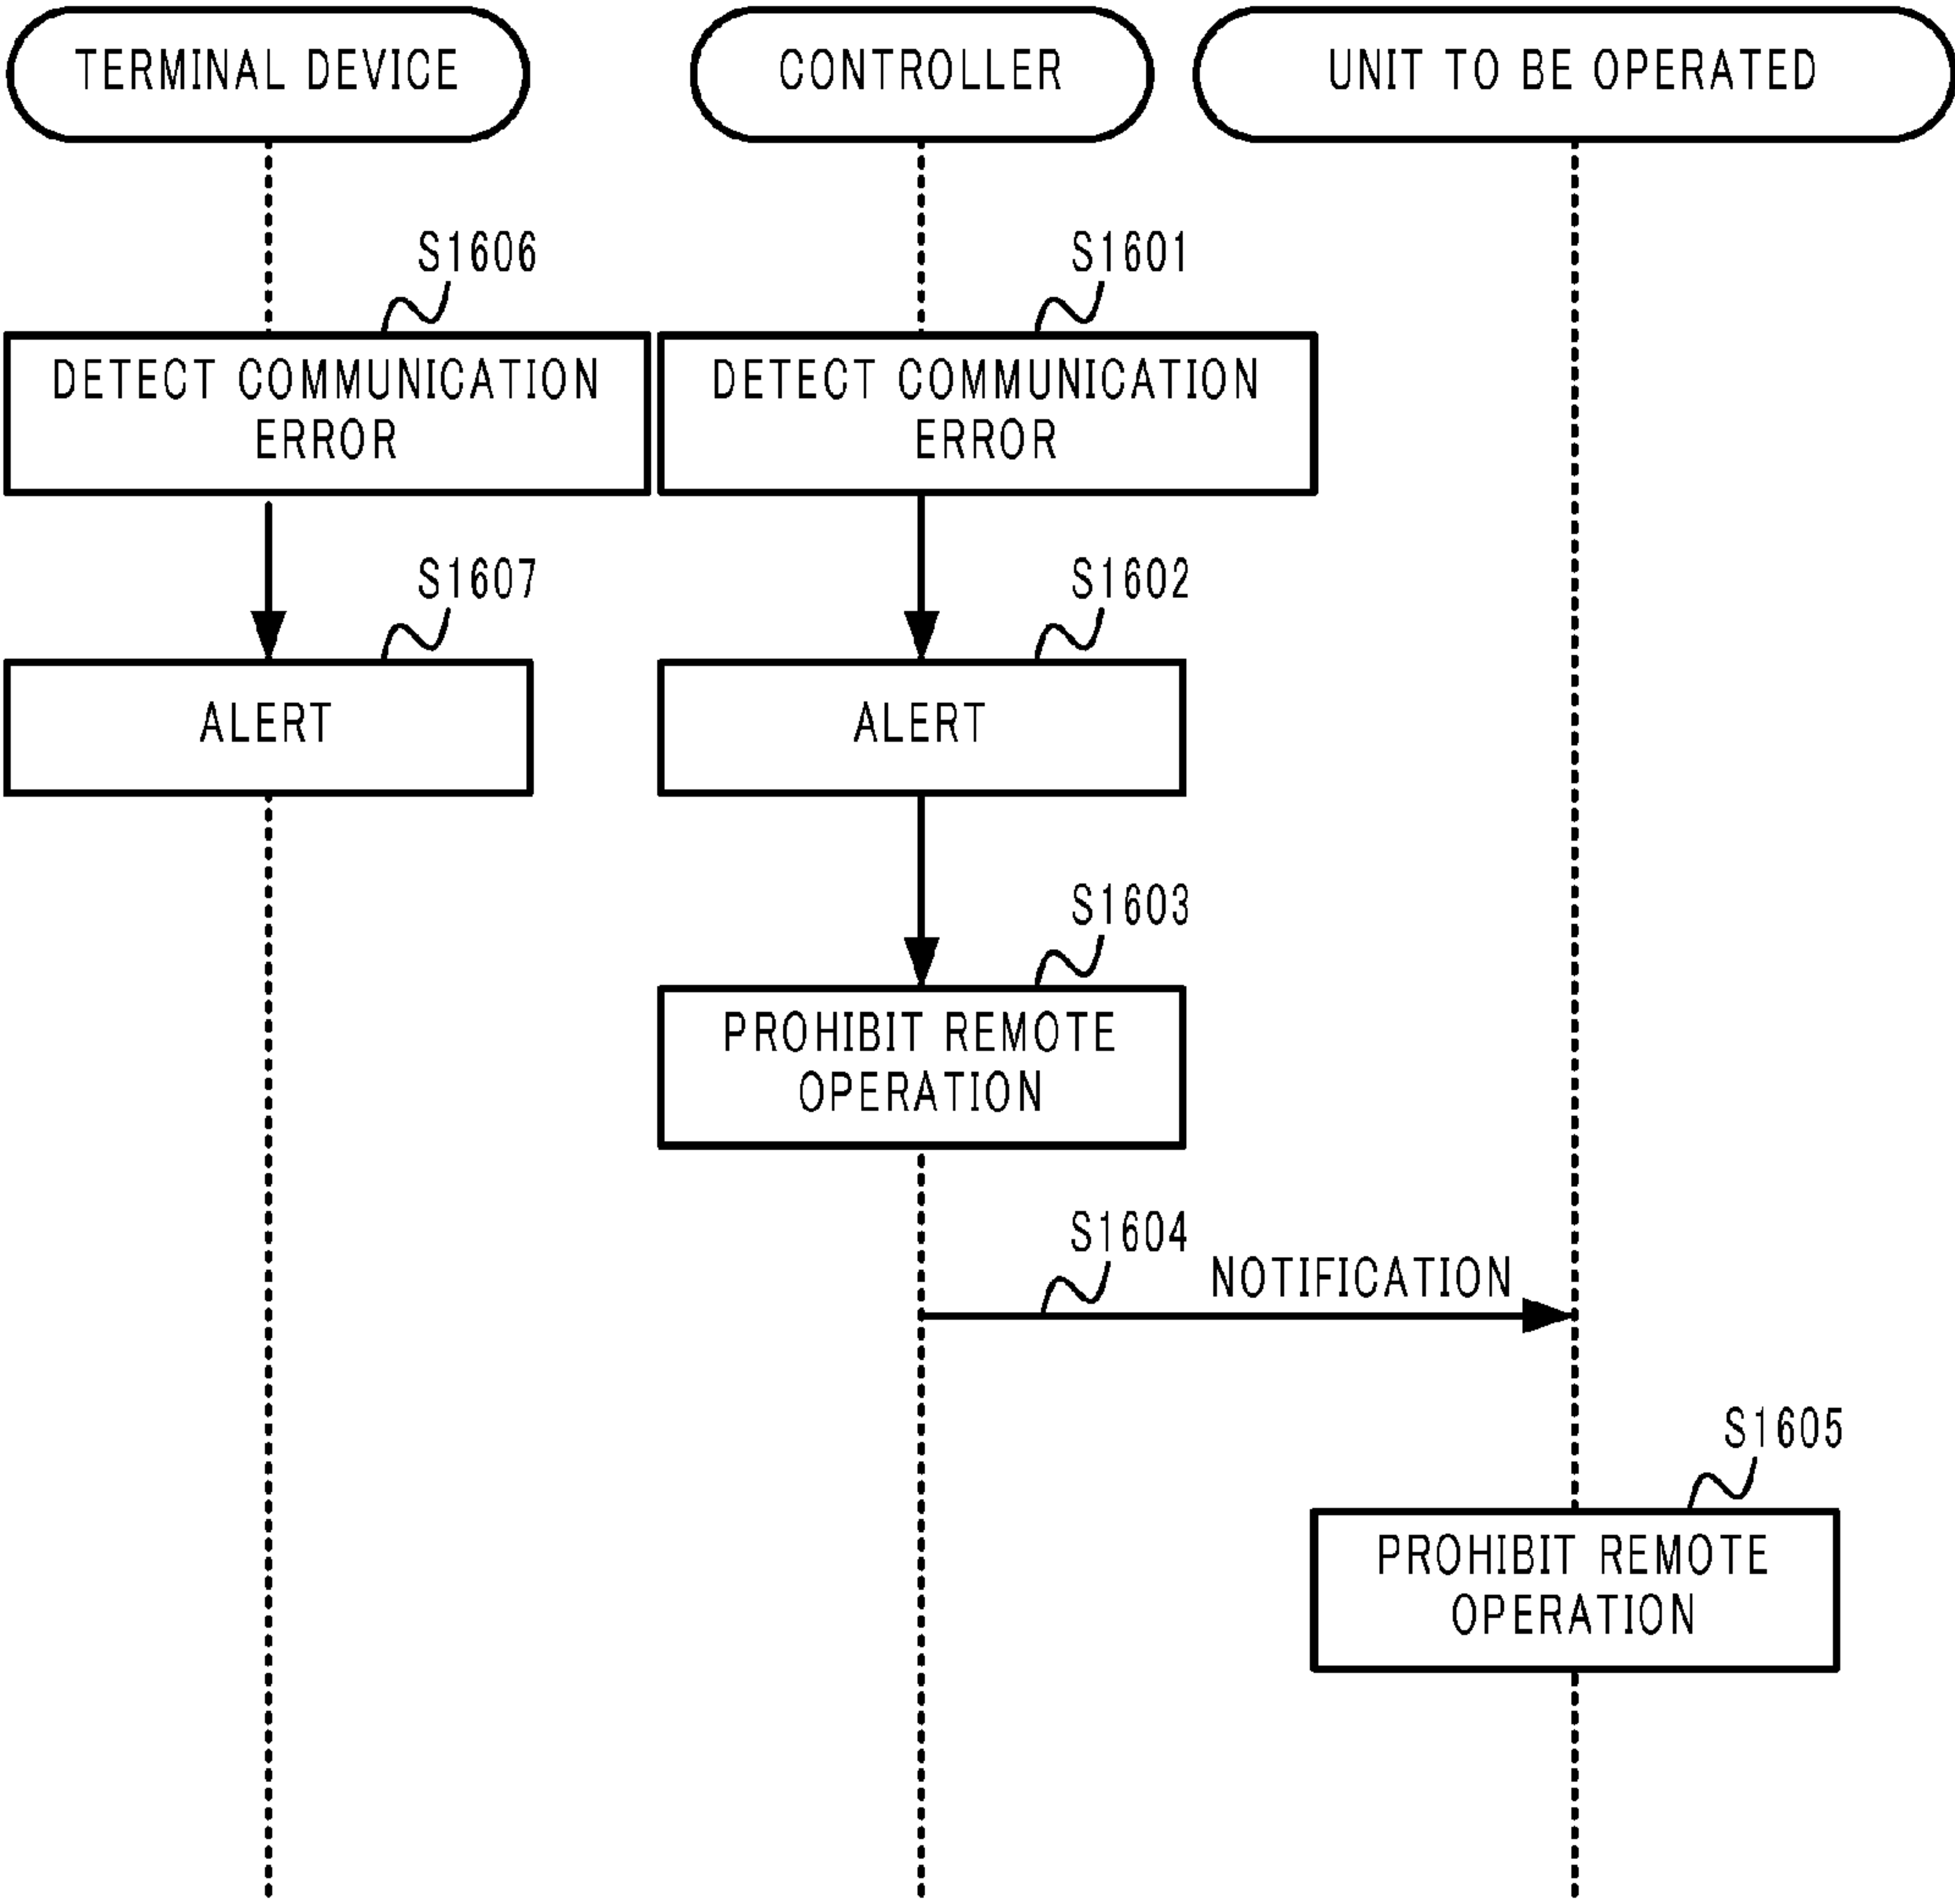 TERMINAL DEVICE
CONTROLLER
UNIT TO BE OPERATED
S1606
S1601
DETECT COMMUNICATION
ERROR
DETECT COMMUNICATION
ERROR
S1607
S1602
ALERT
ALERT
S1603
PROHIBIT REMOTE
OPERATION
S1604
NOTIFICATION
S1605
PROHIBIT REMOTE
OPERATION